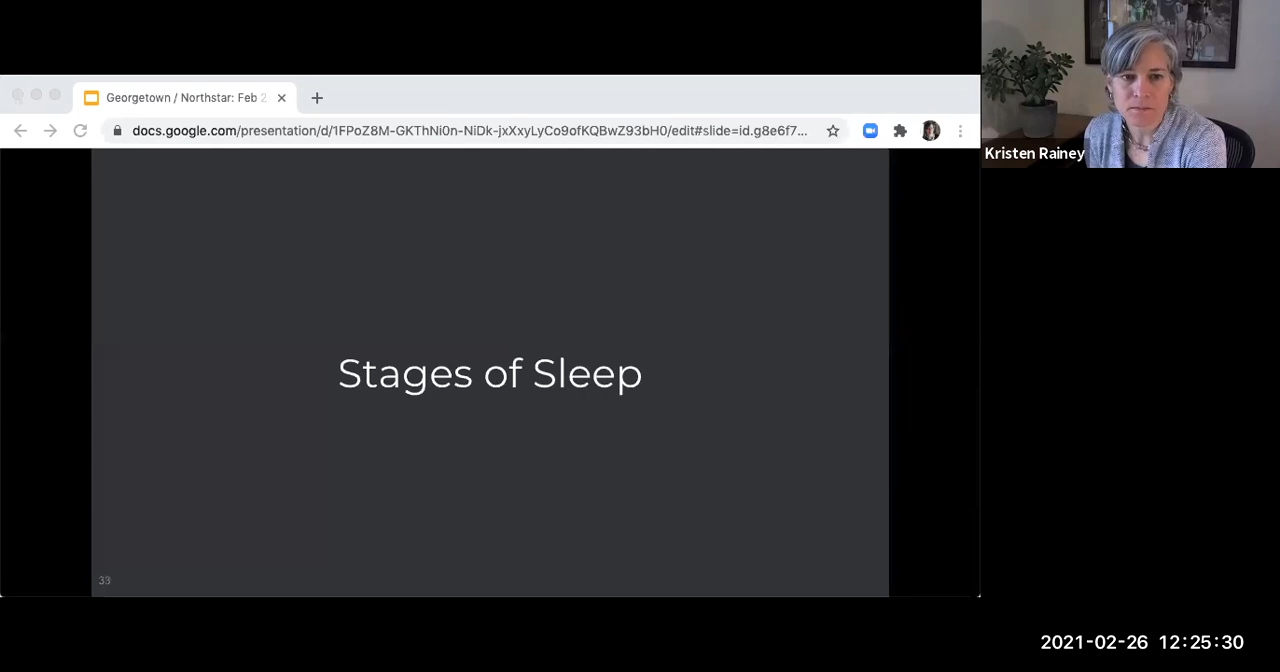 Georgetown / Northstar: Feb 2
docs.google.com/presentation/d/1FPoZ8M-GKThNi0n-NiDk-jxXxyLyCo9ofKQBwZ93bH0/edit#slide=id.g8e6f7...
Kristen Rainey
Stages of Sleep
33
2021-02-26 12:25:30